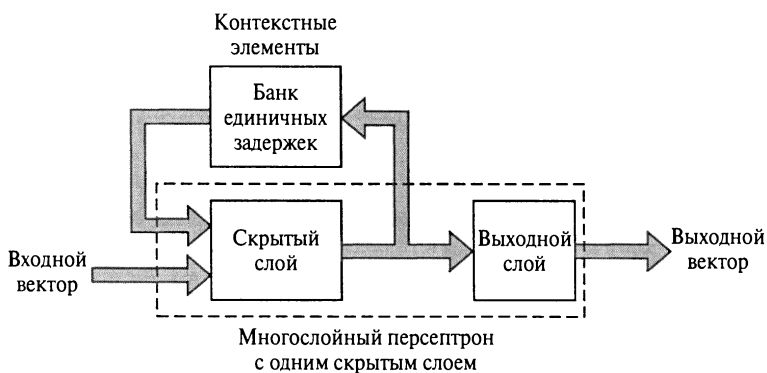 Контекстные
элементы
Банк
единичных
задержек
Входной
вектор
Скрытый
слой
Выходной
слой
Выходной
вектор
Многослойный персептрон
с одним скрытым слоем